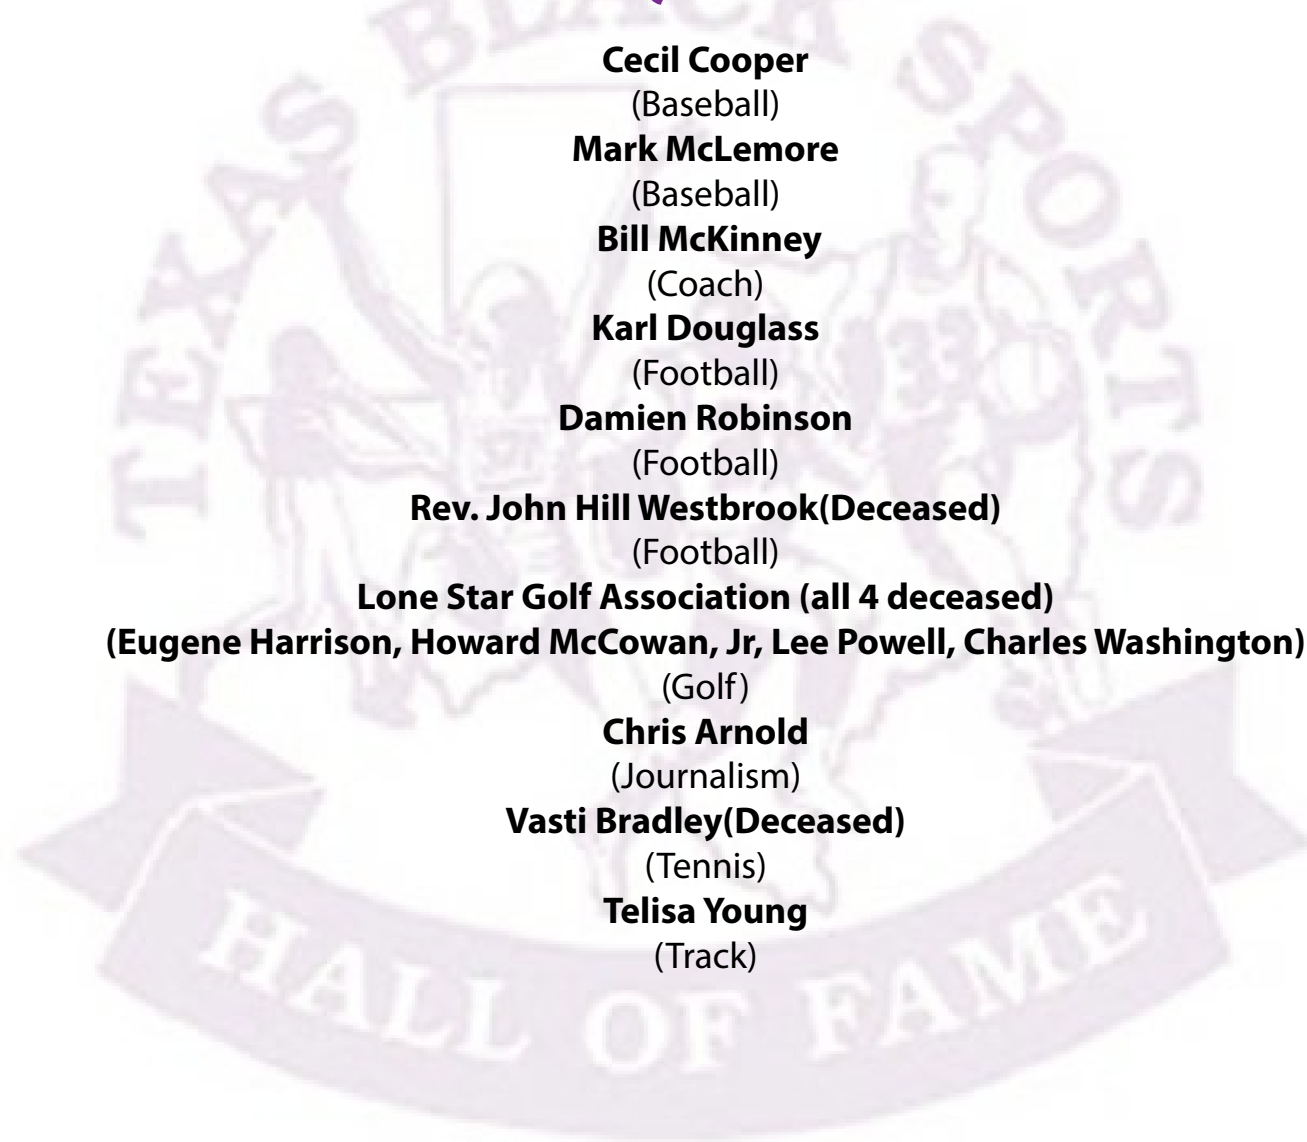 TEXAS BLACK SPORTS
Cecil Cooper
(Baseball)
Mark McLemore
(Baseball)
Bill McKinney
(Coach)
Karl Douglass
(Football)
Damien Robinson
(Football)
Rev. John Hill Westbrook(Deceased)
(Football)
Lone Star Golf Association (all 4 deceased)
(Eugene Harrison, Howard McCowan, Jr, Lee Powell, Charles Washington)
(Golf)
Chris Arnold
(Journalism)
Vasti Bradley(Deceased)
(Tennis)
Telisa Young
(Track)
33
HALL OF FAME